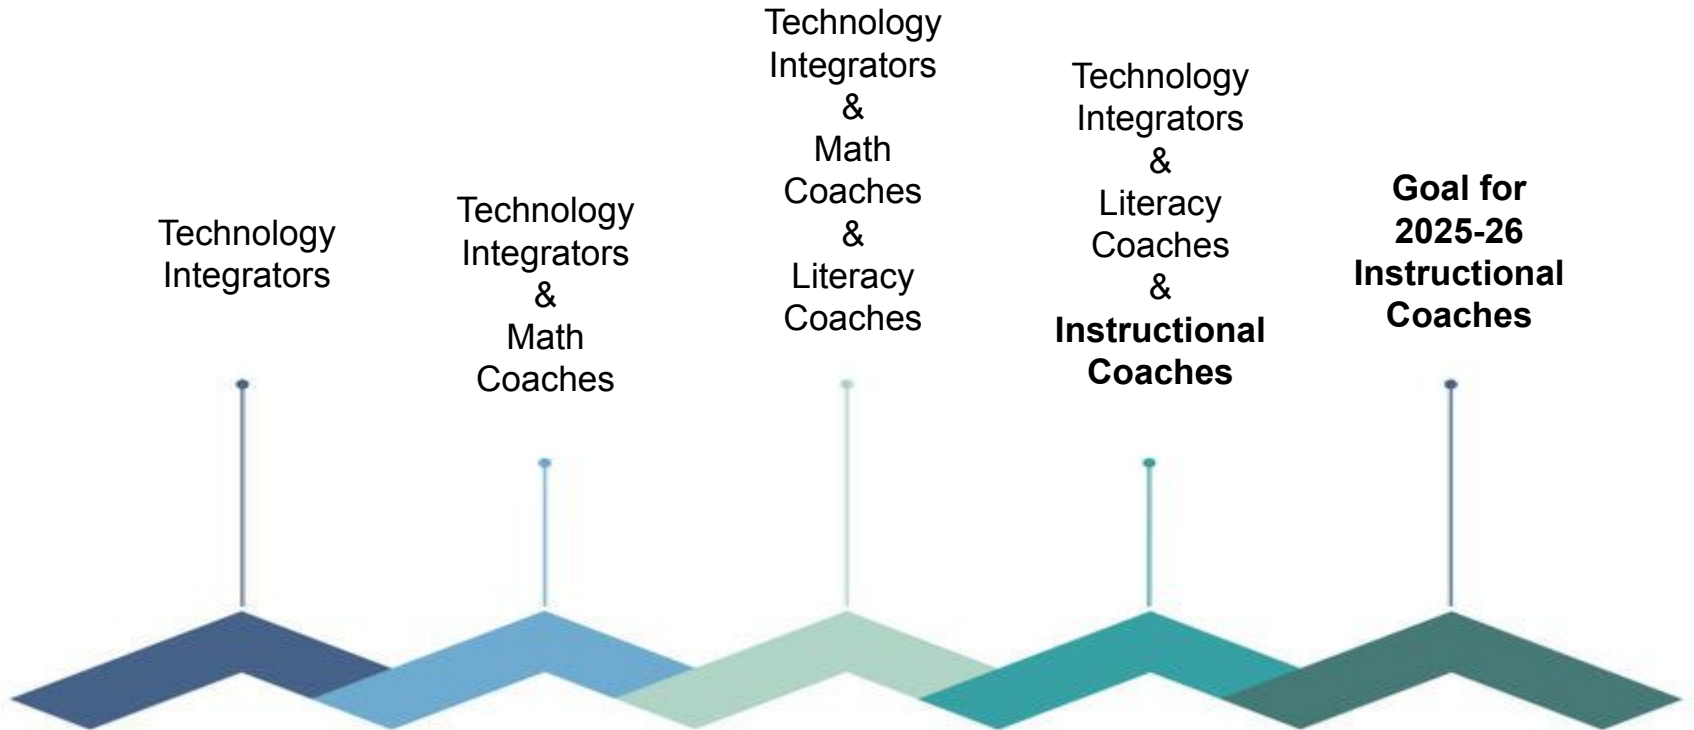 Technology
Integrators
Technology
Integrators
&
Math
Coaches
Technology
Integrators
&
Math
Coaches
&
Literacy
Coaches
Technology
Integrators
&
Literacy
Coaches
&
Instructional
Coaches
Goal for
2025-26
Instructional
Coaches